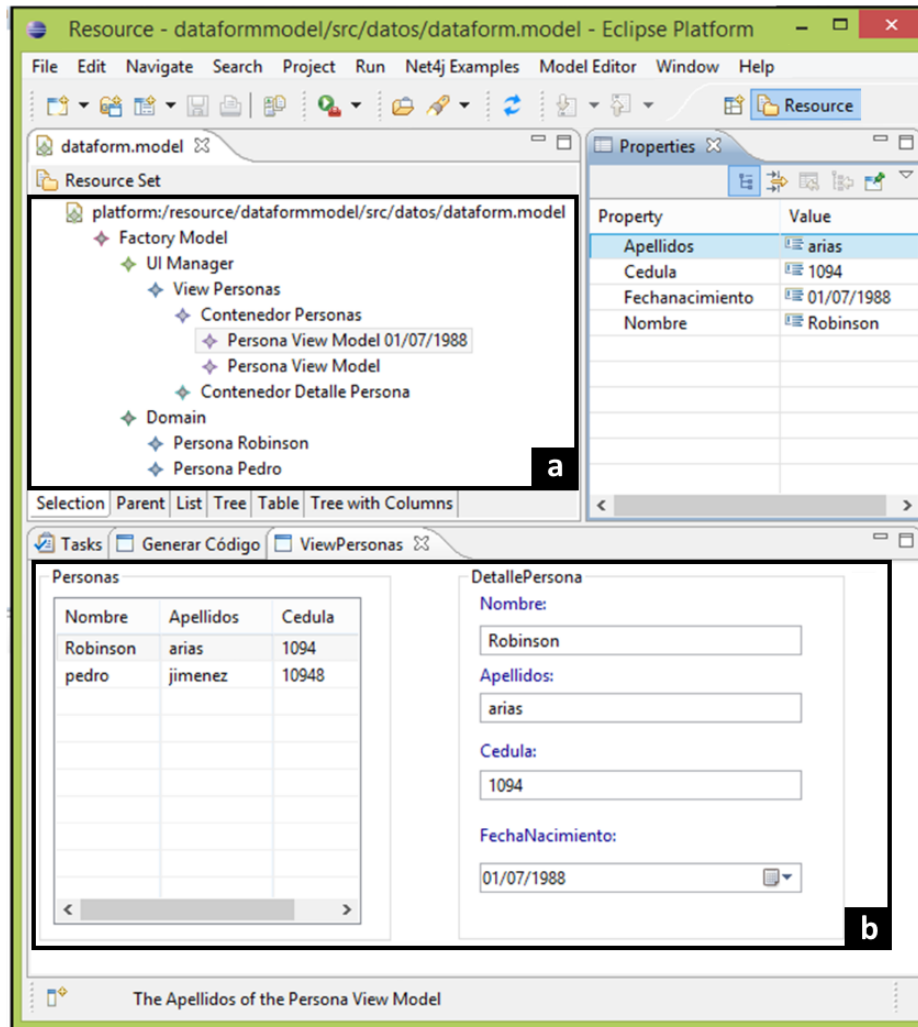 Resource - dataformmodel/src/datos/dataform.model - Eclipse Platform
File Edit Navigate Search Project Run Net4j Examples Model Editor Window Help
Resource
dataform.model
Resource Set
platform:/resource/dataformmodel/src/datos/dataform.model
Factory Model
UI Manager
View Personas
Contenedor Personas
Persona View Model 01/07/1988
Persona View Model
Contenedor Detalle Persona
Domain
Persona Robinson
Persona Pedro
a
Selection Parent List Tree Table Tree with Columns
Properties
Property Value
Apellidos arias
Cedula 1094
Fechanacimiento 01/07/1988
Nombre Robinson
Tasks Generar Código ViewPersonas
Personas
Nombre Apellidos Cedula
Robinson arias 1094
pedro jimenez 10948
DetallePersona
Nombre:
Robinson
Apellidos:
arias
Cedula:
1094
FechaNacimiento:
01/07/1988
b
The Apellidos of the Persona View Model